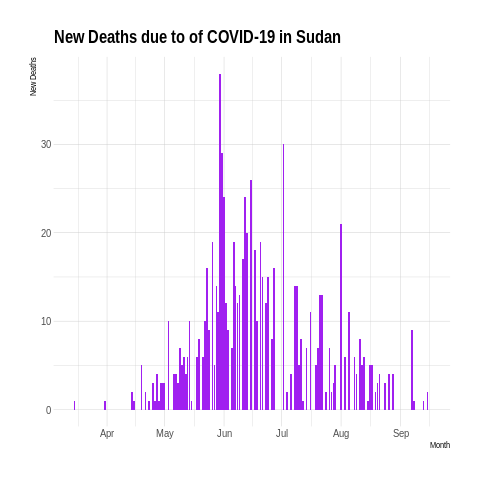 New Deaths due to of COVID-19 in Sudan
New Deaths
30
20
10
0
Apr May Jun Jul Aug Sep
Month